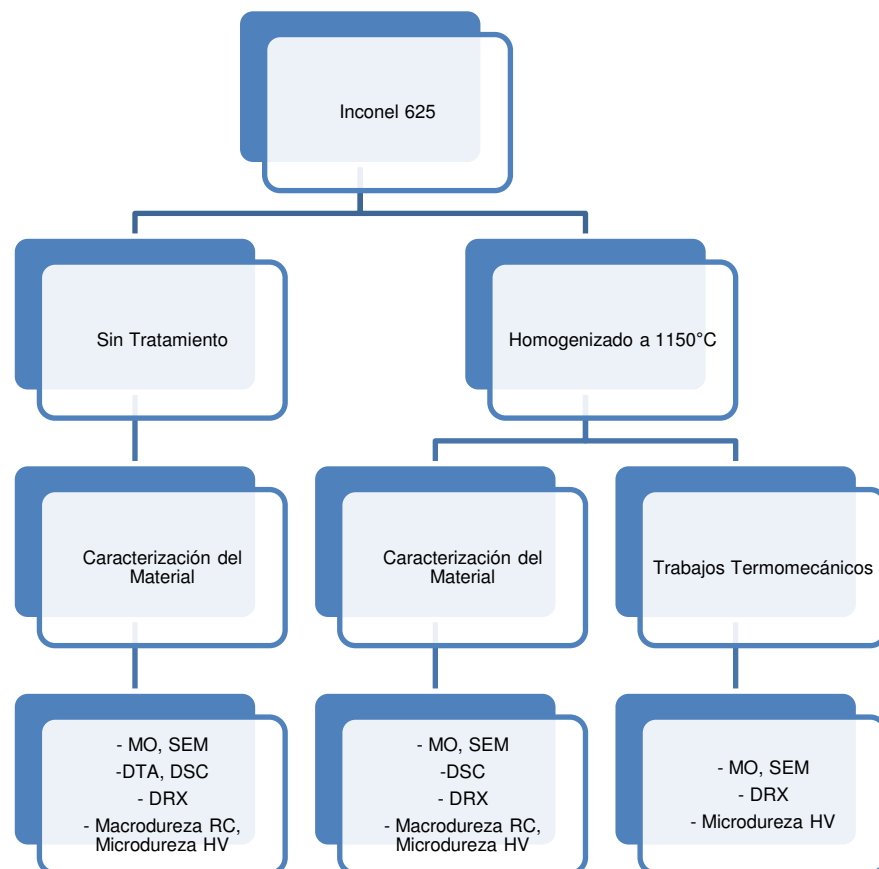 Inconel 625
Sin Tratamiento
Homogenizado a 1150°C
Caracterización del
Material
Caracterización del
Material
Trabajos Termomecánicos
- MO, SEM
-DTA, DSC
- DRX
- Macrodureza RC,
Microdureza HV
- MO, SEM
-DSC
- DRX
- Macrodureza RC,
Microdureza HV
- MO, SEM
- DRX
- Microdureza HV